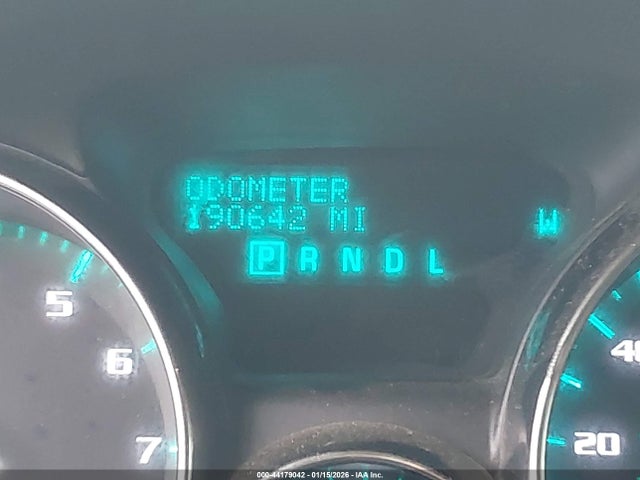 ODOMETER
190642 MI
W
P R N D L
5
6
7
40
20
000-44179042 - 01/15/2026 - IAA Inc.